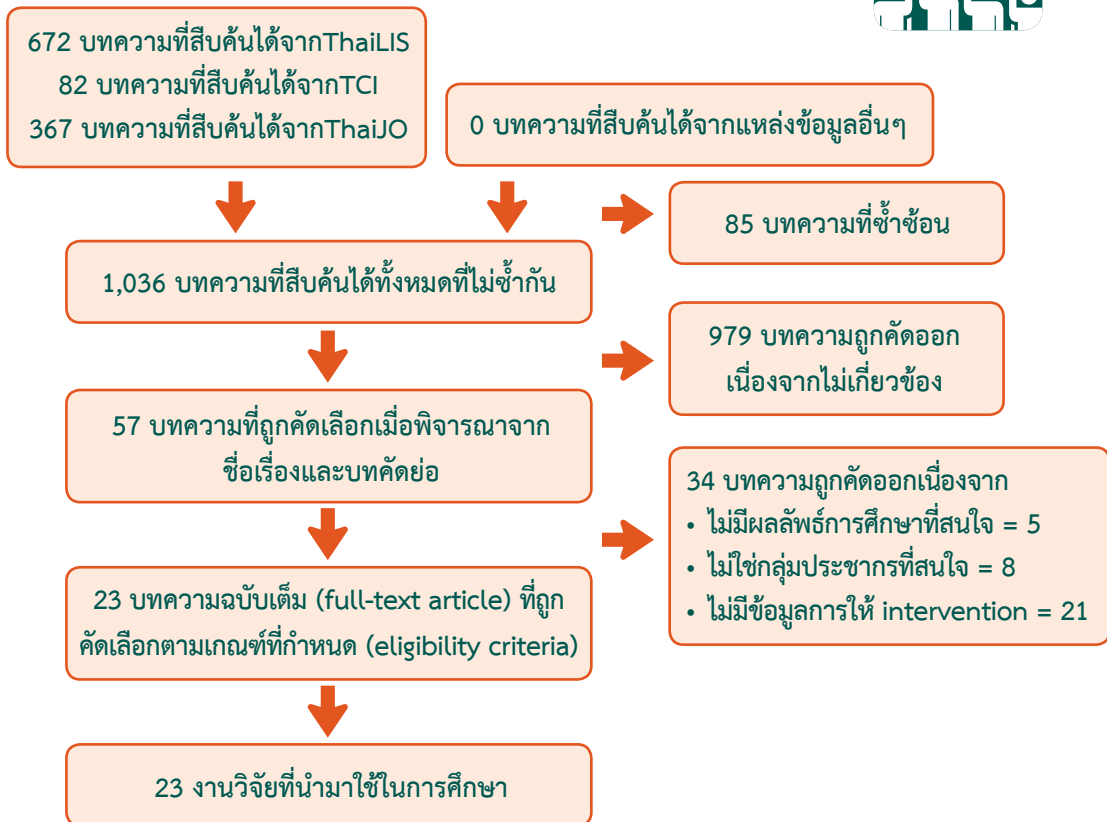 672 บทความที่สืบค้นได้จากThaiLIS
82 บทความที่สืบค้นได้จากTCI
367 บทความที่สืบค้นได้จากThaiJO
0 บทความที่สืบค้นได้จากแหล่งข้อมูลอื่นๆ
85 บทความที่ซ้ำซ้อน
1,036 บทความที่สืบค้นได้ทั้งหมดที่ไม่ซ้ำกัน
979 บทความถูกคัดออก
เนื่องจากไม่เกี่ยวข้อง
57 บทความที่ถูกคัดเลือกเมื่อพิจารณาจาก
ชื่อเรื่องและบทคัดย่อ
34 บทความถูกคัดออกเนื่องจาก
• ไม่มีผลลัพธ์การศึกษาที่สนใจ = 5
• ไม่ใช่กลุ่มประชากรที่สนใจ = 8
• ไม่มีข้อมูลการให้ intervention = 21
23 บทความฉบับเต็ม (full-text article) ที่ถูก
คัดเลือกตามเกณฑ์ที่กำหนด (eligibility criteria)
23 งานวิจัยที่นำมาใช้ในการศึกษา